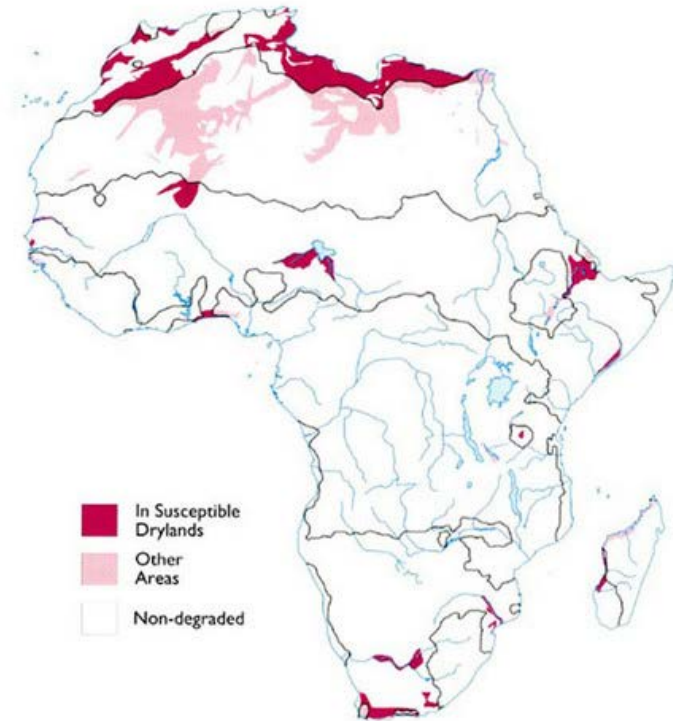 In Susceptible
Drylands
Other
Areas
Non-degraded